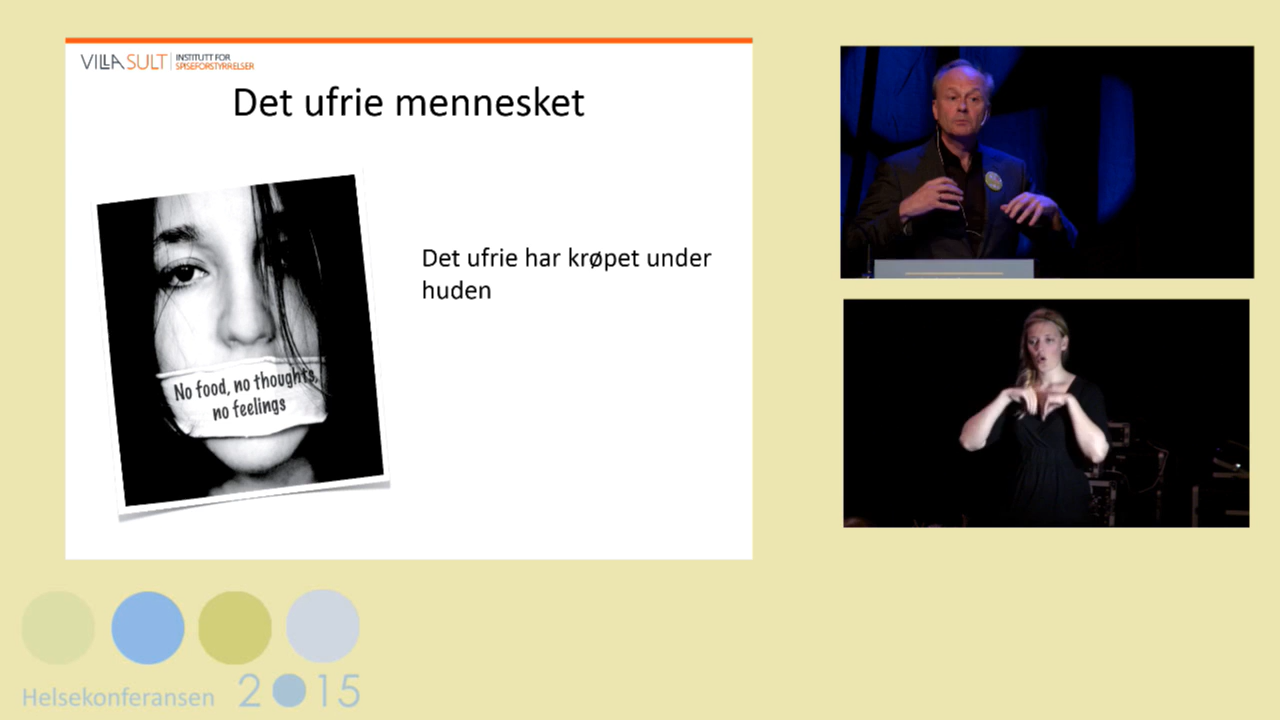 VILLA SULT INSTITUTT FOR
SPISEFORSTYRRELSER
Det ufrie mennesket
Det ufrie har krøpet under
huden
No food, no thoughts,
no feelings
Helsekonferansen 2015